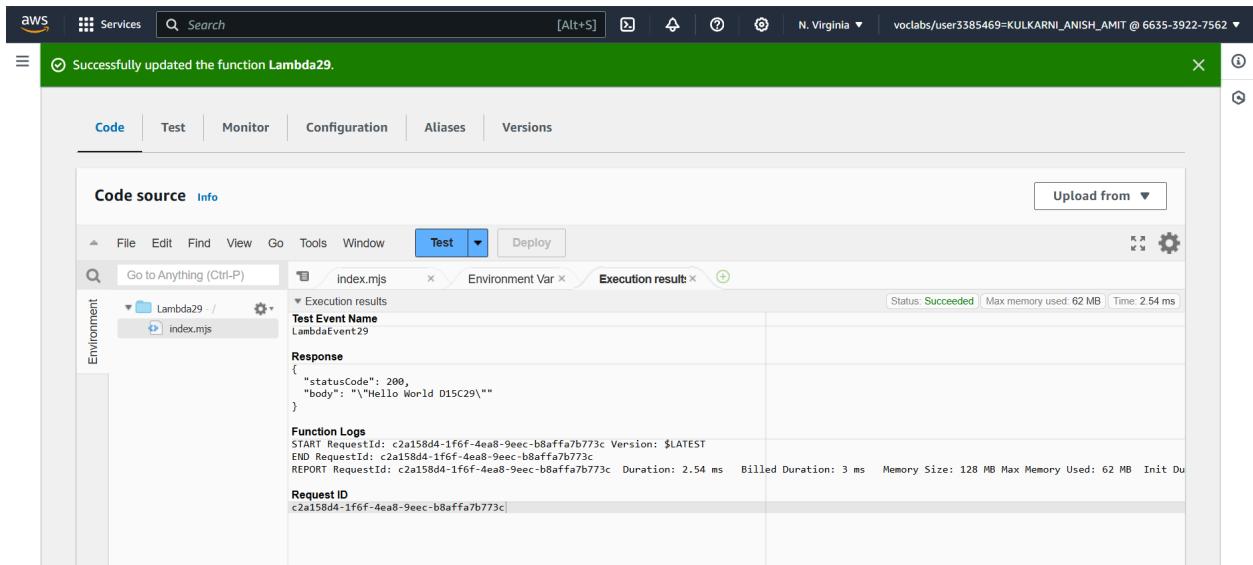 aws Services Search [Alt+S] N. Virginia ▼ voclabs/user3385469=KULKARNI_ANISH_AMIT @ 6635-3922-7562 ▼
Successfully updated the function Lambda29.
Code Test Monitor Configuration Aliases Versions
Code source Info Upload from ▼
File Edit Find View Go Tools Window Test Deploy
Go to Anything (Ctrl-P) index.mjs Environment Var Execution results
Environment
Lambda29 - /
index.mjs
Execution results Status: Succeeded Max memory used: 62 MB Time: 2.54 ms
Test Event Name
LambdaEvent29
Response
{
"statusCode": 200,
"body": "\"Hello World D15C29\""
}
Function Logs
START RequestId: c2a158d4-1f6f-4ea8-9eec-b8affa7b773c Version: $LATEST
END RequestId: c2a158d4-1f6f-4ea8-9eec-b8affa7b773c
REPORT RequestId: c2a158d4-1f6f-4ea8-9eec-b8affa7b773c Duration: 2.54 ms Billed Duration: 3 ms Memory Size: 128 MB Max Memory Used: 62 MB Init Du
Request ID
c2a158d4-1f6f-4ea8-9eec-b8affa7b773c